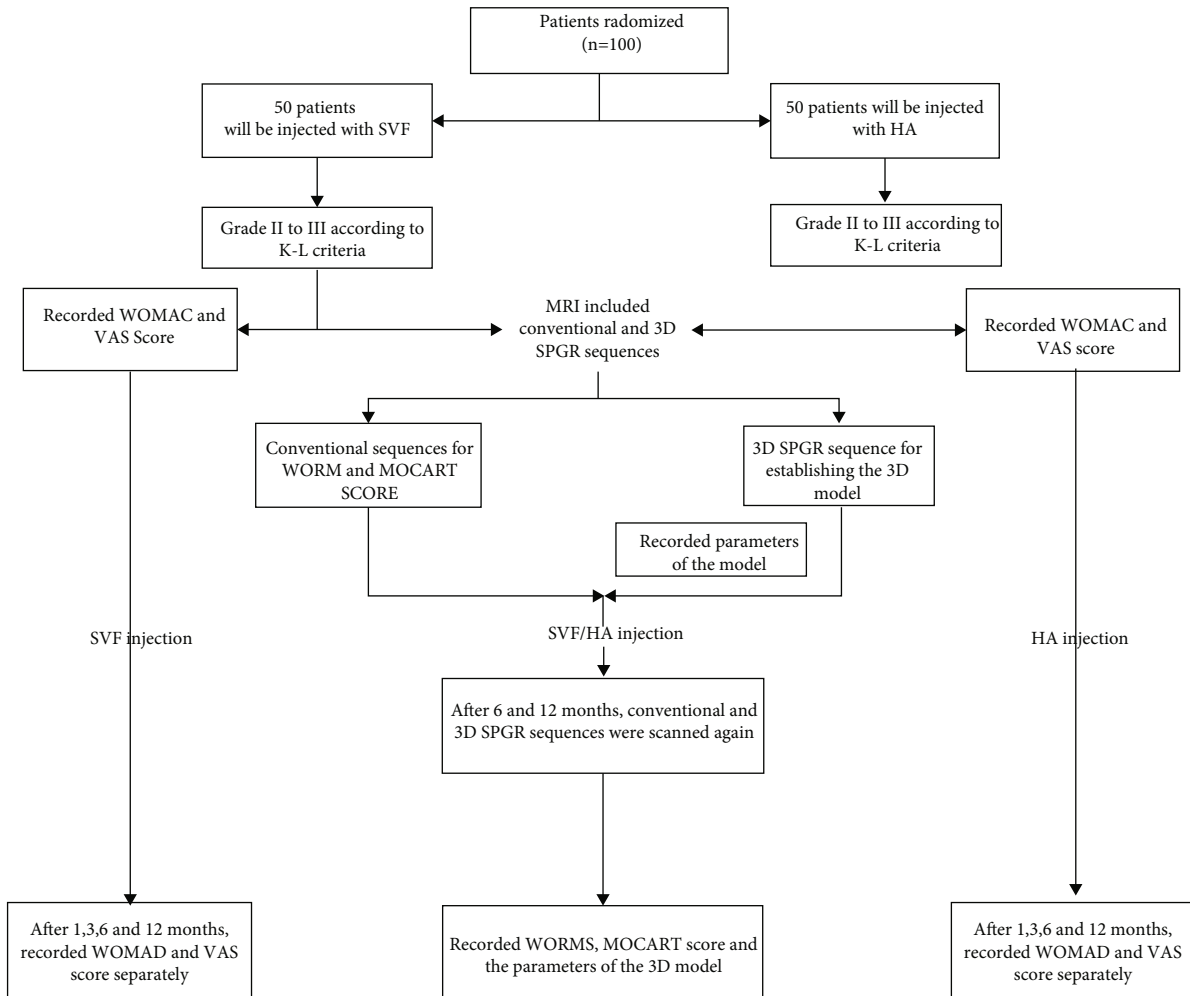 Patients radomized
(n=100)
50 patients
will be injected with SVF
50 patients will be injected
with HA
Grade II to III according to
K-L criteria
Grade II to III according to
K-L criteria
Recorded WOMAC and
VAS Score
MRI included
conventional and 3D
SPGR sequences
Recorded WOMAC and
VAS score
Conventional sequences for
WORM and MOCART
SCORE
3D SPGR sequence for
establishing the 3D
model
Recorded parameters
of the model
SVF injection
SVF/HA injection
HA injection
After 6 and 12 months, conventional and
3D SPGR sequences were scanned again
After 1,3,6 and 12 months,
recorded WOMAD and VAS
score separately
Recorded WORMS, MOCART score and
the parameters of the 3D model
After 1,3,6 and 12 months,
recorded WOMAD and VAS
score separately